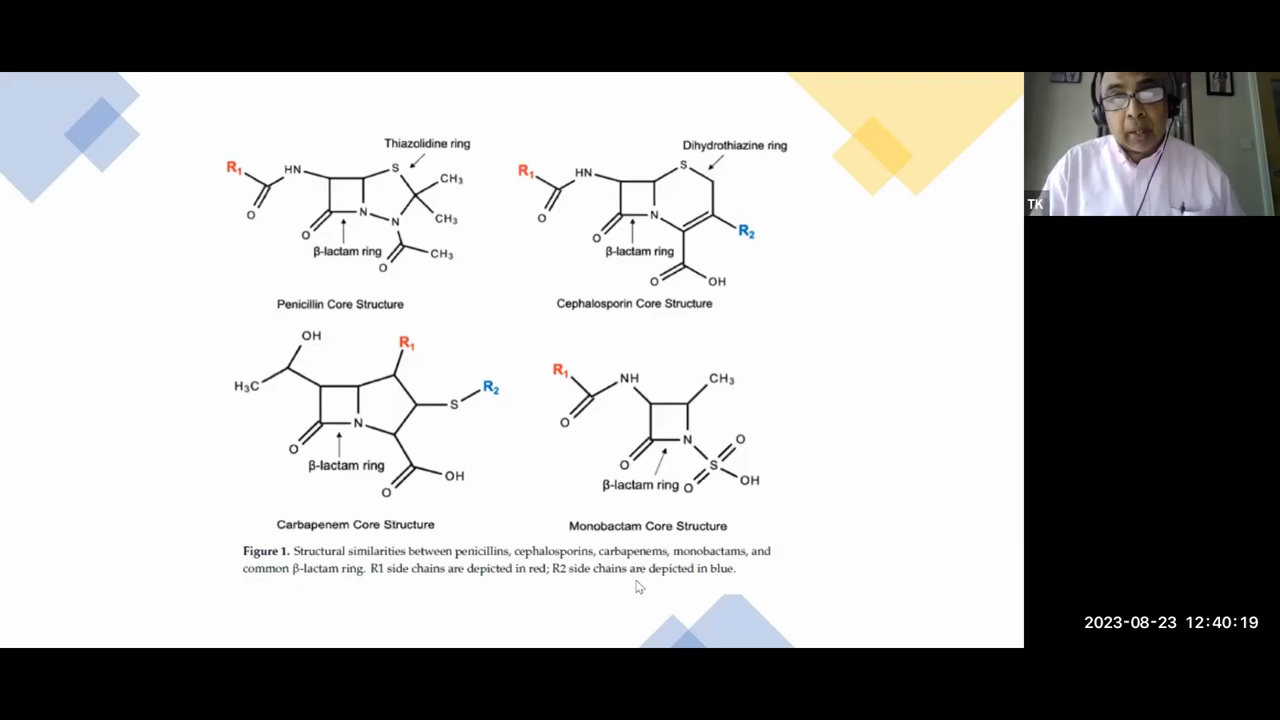 Thiazolidine ring
R₁
HN
S
CH₃
O
N
N
CH₃
O
β-lactam ring
O
CH₃
Penicillin Core Structure
Dihydrothiazine ring
R₁
HN
S
O
N
R₂
O
β-lactam ring
O
OH
Cephalosporin Core Structure
OH
R₁
H₃C
S
R₂
N
O
β-lactam ring
OH
O
Carbapenem Core Structure
R₁
NH
CH₃
O
N
O
O
S
OH
β-lactam ring
O
Monobactam Core Structure
Figure 1. Structural similarities between penicillins, cephalosporins, carbapenems, monobactams, and
common β-lactam ring. R1 side chains are depicted in red; R2 side chains are depicted in blue.
TK
2023-08-23 12:40:19